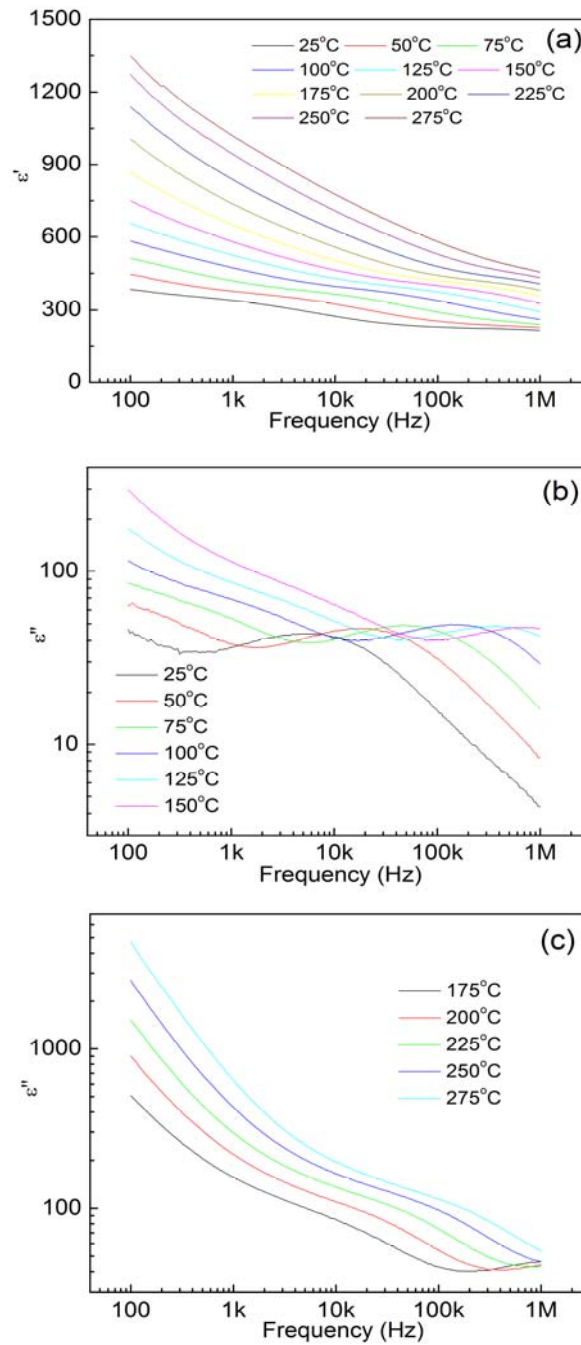 (a)
1500
1200
900
600
300
0
ε'
25°C 50°C 75°C
100°C 125°C 150°C
175°C 200°C 225°C
250°C 275°C
100 1k 10k 100k 1M
Frequency (Hz)
(b)
100
10
ε"
25°C
50°C
75°C
100°C
125°C
150°C
100 1k 10k 100k 1M
Frequency (Hz)
(c)
1000
100
ε"
175°C
200°C
225°C
250°C
275°C
100 1k 10k 100k 1M
Frequency (Hz)